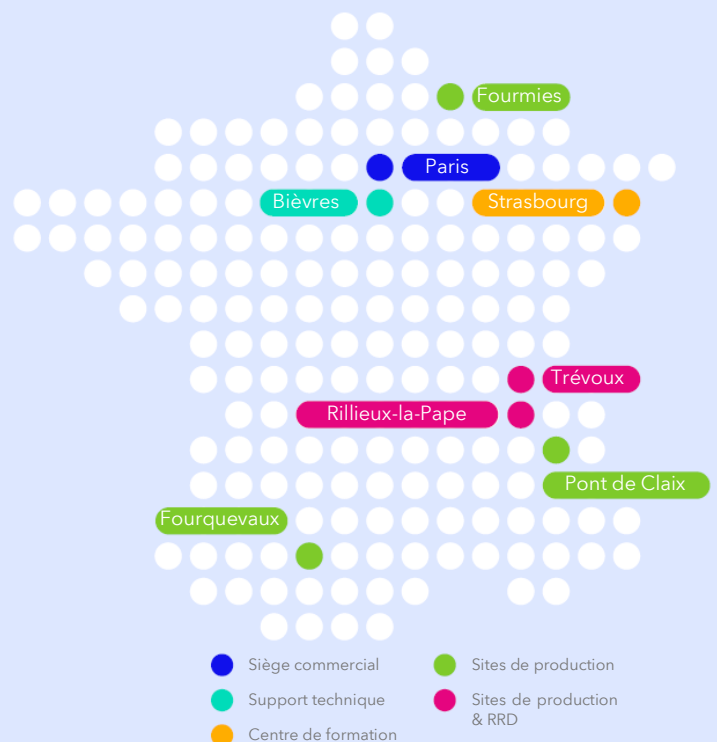 Fourmies
Paris
Bièvres
Strasbourg
Trévoux
Rillieux-la-Pape
Pont de Claix
Fourquevaux
Siège commercial
Support technique
Centre de formation
Sites de production
Sites de production
& RRD